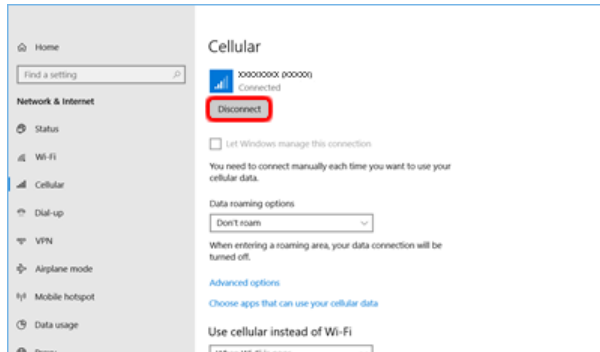 Home
Find a setting
Network & Internet
Status
Wi-Fi
Cellular
Dial-up
VPN
Airplane mode
Mobile hotspot
Data usage
Proxy
Cellular
XXXXXXXX (XXXXX)
Connected
Disconnect
Let Windows manage this connection
You need to connect manually each time you want to use your
cellular data.
Data roaming options
Don't roam
When entering a roaming area, your data connection will be
turned off.
Advanced options
Choose apps that can use your cellular data
Use cellular instead of Wi-Fi